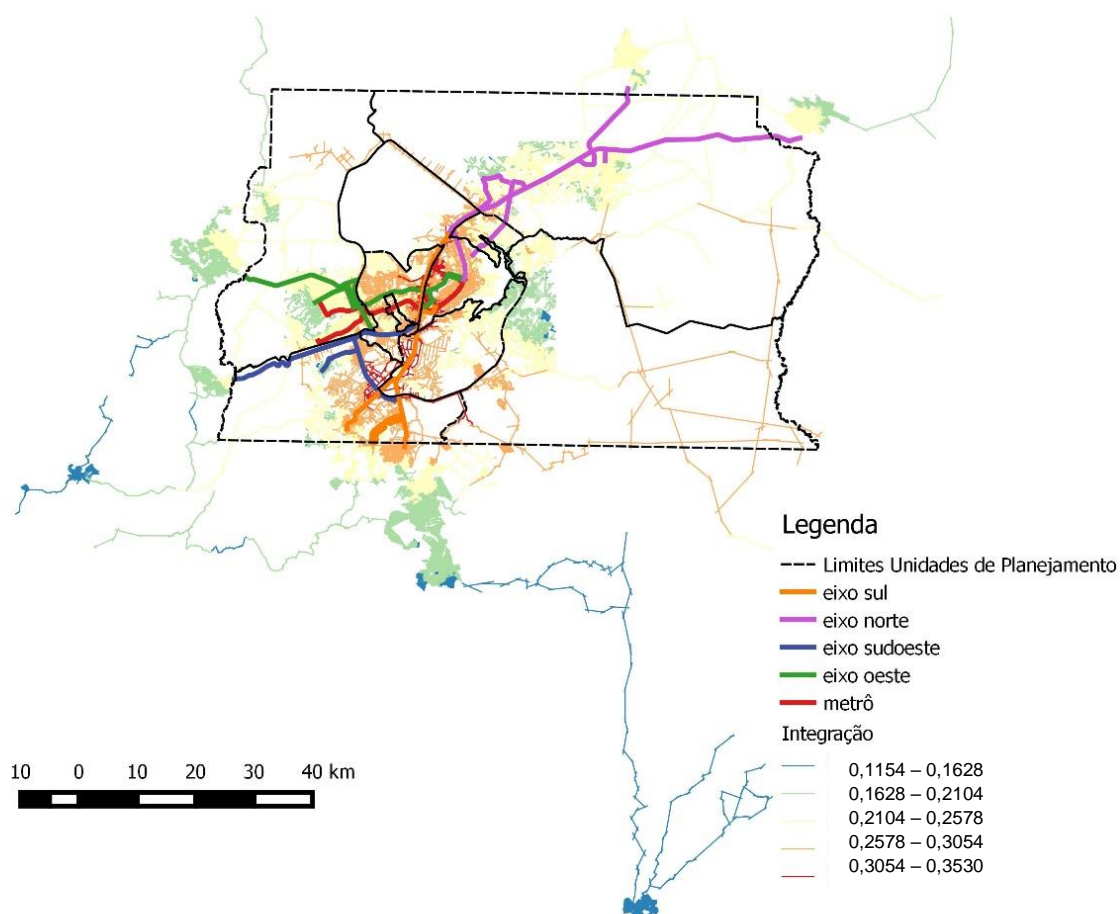 Legenda
Limites Unidades de Planejamento
eixo sul
eixo norte
eixo sudoeste
eixo oeste
metrô
Integração
0,1154 – 0,1628
0,1628 – 0,2104
0,2104 – 0,2578
0,2578 – 0,3054
0,3054 – 0,3530
10 0 10 20 30 40 km